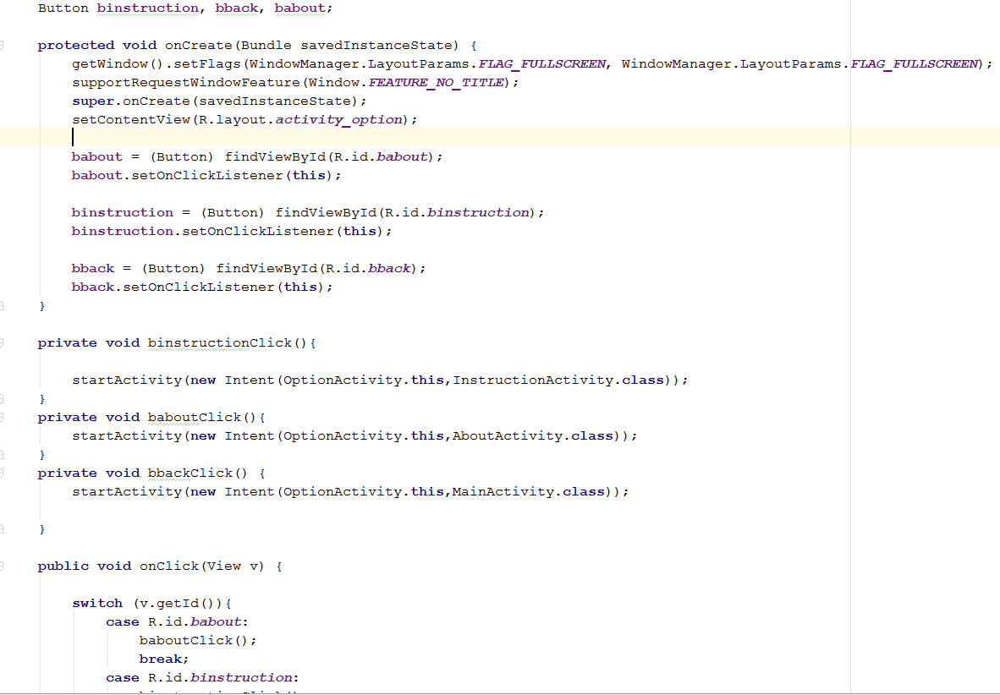 Button binstruction, bback, babout;
protected void onCreate(Bundle savedInstanceState) {
getWindow().setFlags(WindowManager.LayoutParams.FLAG_FULLSCREEN, WindowManager.LayoutParams.FLAG_FULLSCREEN);
supportRequestWindowFeature(Window.FEATURE_NO_TITLE);
super.onCreate(savedInstanceState);
setContentView(R.layout.activity_option);
babout = (Button) findViewById(R.id.babout);
babout.setOnClickListener(this);
binstruction = (Button) findViewById(R.id.binstruction);
binstruction.setOnClickListener(this);
bback = (Button) findViewById(R.id.bback);
bback.setOnClickListener(this);
}
private void binstructionClick(){
startActivity(new Intent(OptionActivity.this,InstructionActivity.class));
}
private void baboutClick(){
startActivity(new Intent(OptionActivity.this,AboutActivity.class));
}
private void bbackClick() {
startActivity(new Intent(OptionActivity.this,MainActivity.class));
}
public void onClick(View v) {
switch (v.getId()){
case R.id.babout:
baboutClick();
break;
case R.id.binstruction: